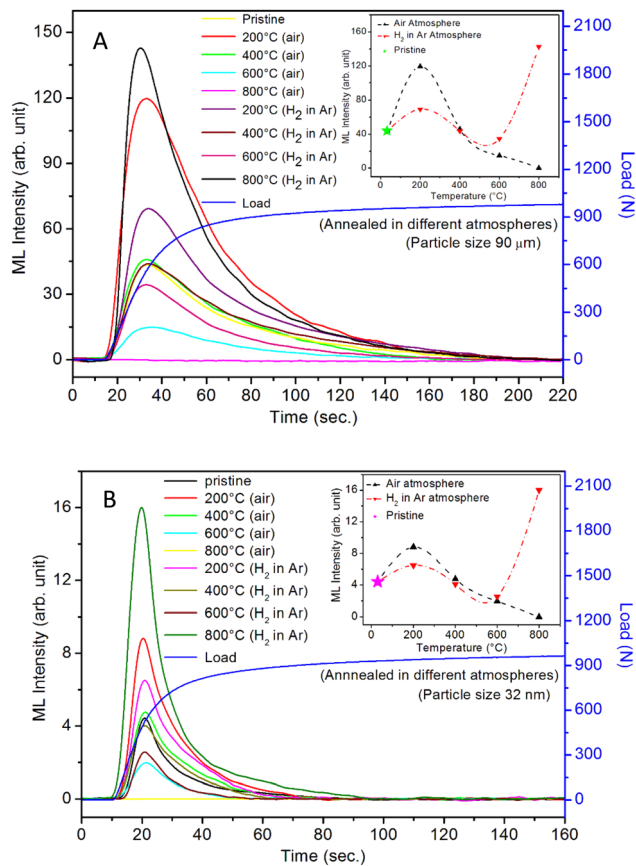 A
ML Intensity (arb. unit)
150
120
90
60
30
0
0 20 40 60 80 100 120 140 160 180 200 220
Time (sec.)
Pristine
200°C (air)
400°C (air)
600°C (air)
800°C (air)
200°C (H2 in Ar)
400°C (H2 in Ar)
600°C (H2 in Ar)
800°C (H2 in Ar)
Load
ML Intensity (arb. unit)
160
120
80
40
0
0 200 400 600 800
Temperature (°C)
Air Atmosphere
H2 in Ar Atmosphere
Pristine
(Annealed in different atmospheres)
(Particle size 90 μm)
2100
1800
1500
1200
900
600
300
0
Load (N)
B
ML Intensity (arb. unit)
16
12
8
4
0
0 20 40 60 80 100 120 140 160
Time (sec.)
pristine
200°C (air)
400°C (air)
600°C (air)
800°C (air)
200°C (H2 in Ar)
400°C (H2 in Ar)
600°C (H2 in Ar)
800°C (H2 in Ar)
Load
ML Intensity (arb. unit)
16
12
8
4
0
0 200 400 600 800
Temperature (°C)
Air atmosphere
H2 in Ar atmosphere
Pristine
(Annnealed in different atmospheres)
(Particle size 32 nm)
2100
1800
1500
1200
900
600
300
0
Load (N)